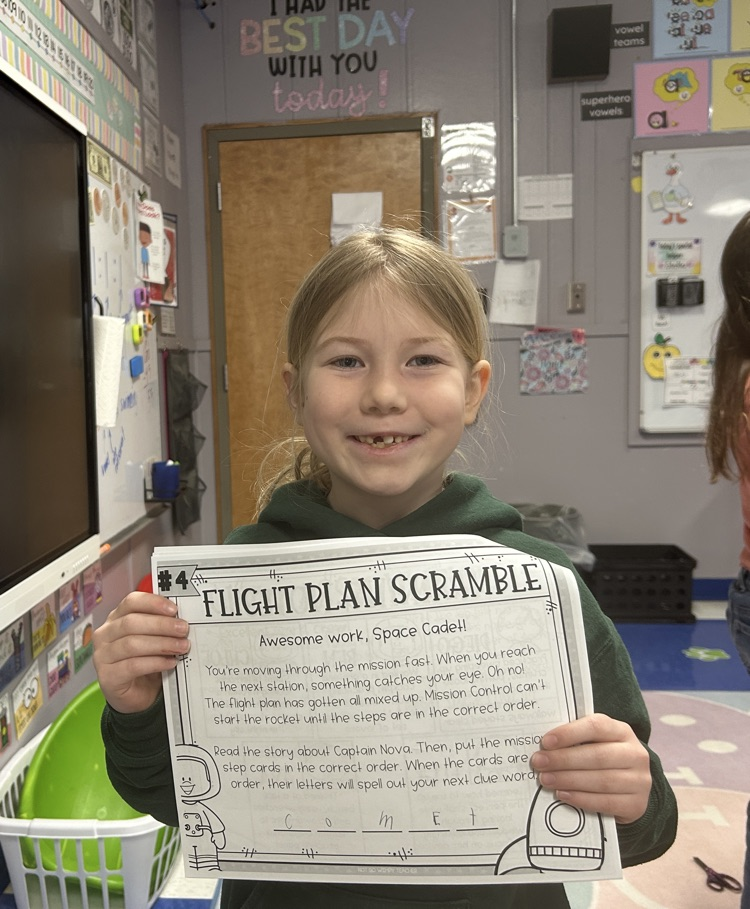 I HAD THE
BEST DAY
WITH YOU
today!
vowel
teams
superhero
vowels
#4
FLIGHT PLAN SCRAMBLE
Awesome work, Space Cadet!
You're moving through the mission fast. When you reach
the next station, something catches your eye. Oh no!
The flight plan has gotten all mixed up. Mission Control can't
start the rocket until the steps are in the correct order.
Read the story about Captain Nova. Then, put the mission
step cards in the correct order. When the cards are
order, their letters will spell out your next clue word
C o m E t